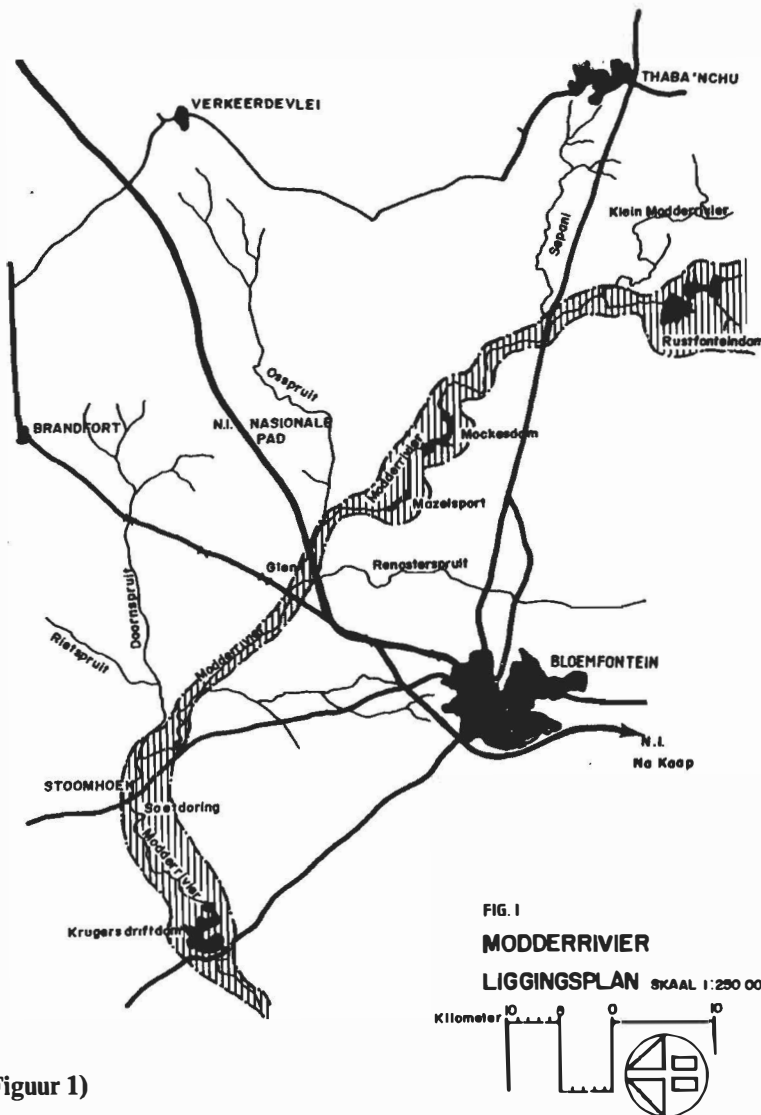 THABA'NCHU
VERKEERDEVLEI
Klein Modderrivier
Sepani
Rustfonteindam
Osspruit
BRANDFORT
N.I. NASIONALE
PAD
Mockesdam
Modderrivier
Mazelsport
Glen
Renosterspruit
Doornspruit
Modderrivier
Rietspruit
BLOEMFONTEIN
N.I.
Na Kaap
STOOMHOEK
Soetdoring
Modderrivier
Krugersdriftdam
FIG. I
MODDERRIVIER
LIGGINGSPLAN SKAAL 1:250 00
Kilometer 10 5 0 10
iguur 1)